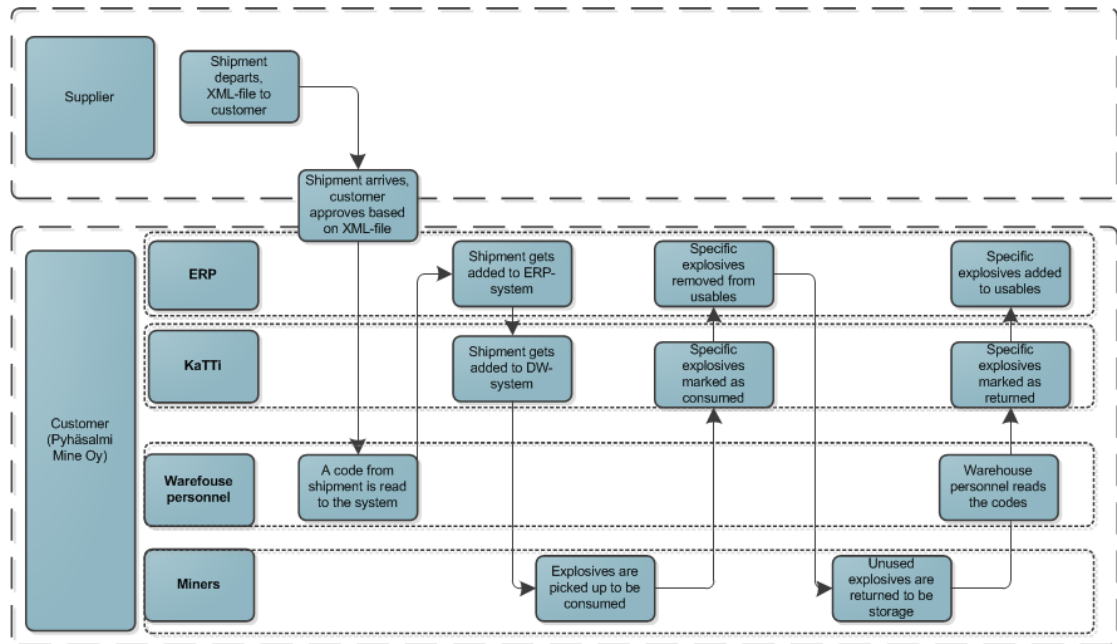 Supplier
Shipment
departs,
XML-file to
customer
Shipment arrives,
customer
approves based
on XML-file
Customer
(Pyhäsalmi
Mine Oy)
ERP
Shipment gets
added to ERP-
system
Specific
explosives
removed from
usables
Specific
explosives added
to usables
KaTTi
Shipment gets
added to DW-
system
Specific
explosives
marked as
consumed
Specific
explosives
marked as
returned
Warefouse
personnel
A code from
shipment is read
to the system
Warehouse
personnel reads
the codes
Miners
Explosives are
picked up to be
consumed
Unused
explosives are
returned to be
storage